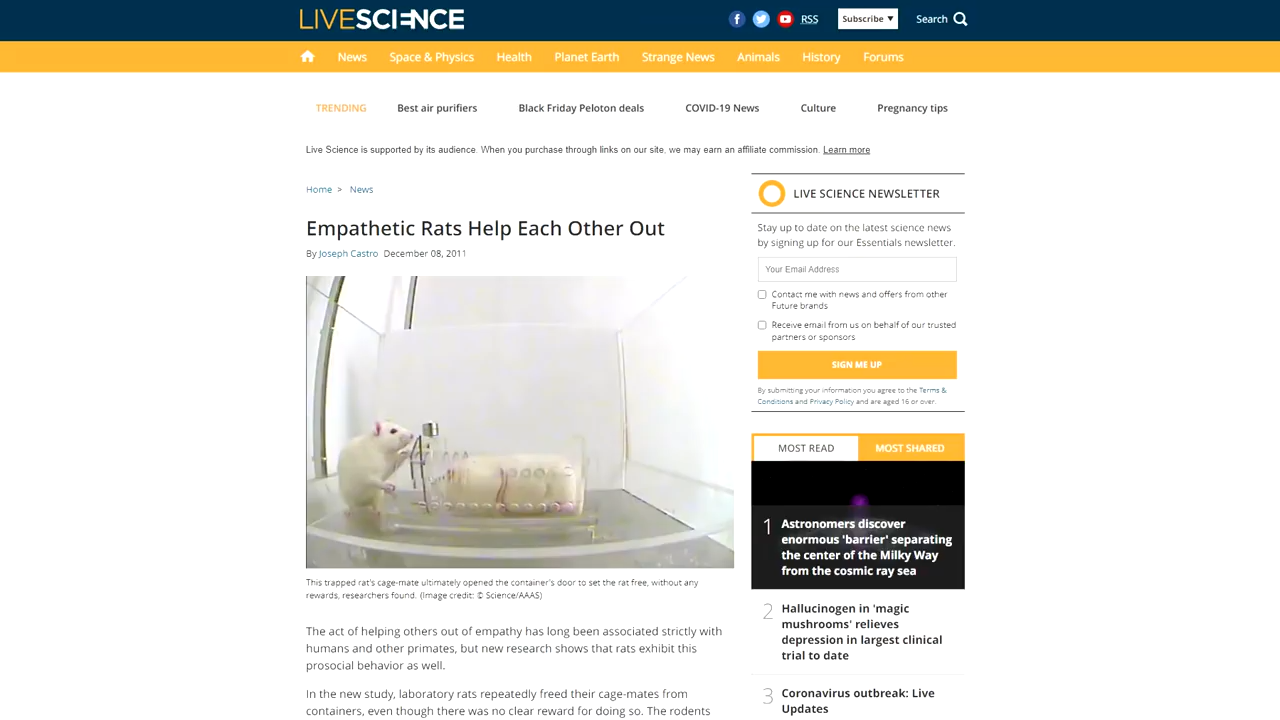 LIVESCIENCE
RSS
Subscribe ▼
Search
News
Space & Physics
Health
Planet Earth
Strange News
Animals
History
Forums
TRENDING
Best air purifiers
Black Friday Peloton deals
COVID-19 News
Culture
Pregnancy tips
Live Science is supported by its audience. When you purchase through links on our site, we may earn an affiliate commission. Learn more
Home > News
Empathetic Rats Help Each Other Out
By Joseph Castro December 08, 2011
This trapped rat's cage-mate ultimately opened the container's door to set the rat free, without any
rewards, researchers found. (Image credit: © Science/AAAS)
The act of helping others out of empathy has long been associated strictly with
humans and other primates, but new research shows that rats exhibit this
prosocial behavior as well.
In the new study, laboratory rats repeatedly freed their cage-mates from
containers, even though there was no clear reward for doing so. The rodents
LIVE SCIENCE NEWSLETTER
Stay up to date on the latest science news
by signing up for our Essentials newsletter.
Your Email Address
Contact me with news and offers from other
Future brands
Receive email from us on behalf of our trusted
partners or sponsors
SIGN ME UP
By submitting your information you agree to the Terms &
Conditions and Privacy Policy and are aged 16 or over.
MOST READ
MOST SHARED
1 Astronomers discover
enormous 'barrier' separating
the center of the Milky Way
from the cosmic ray sea
2 Hallucinogen in 'magic
mushrooms' relieves
depression in largest clinical
trial to date
3 Coronavirus outbreak: Live
Updates